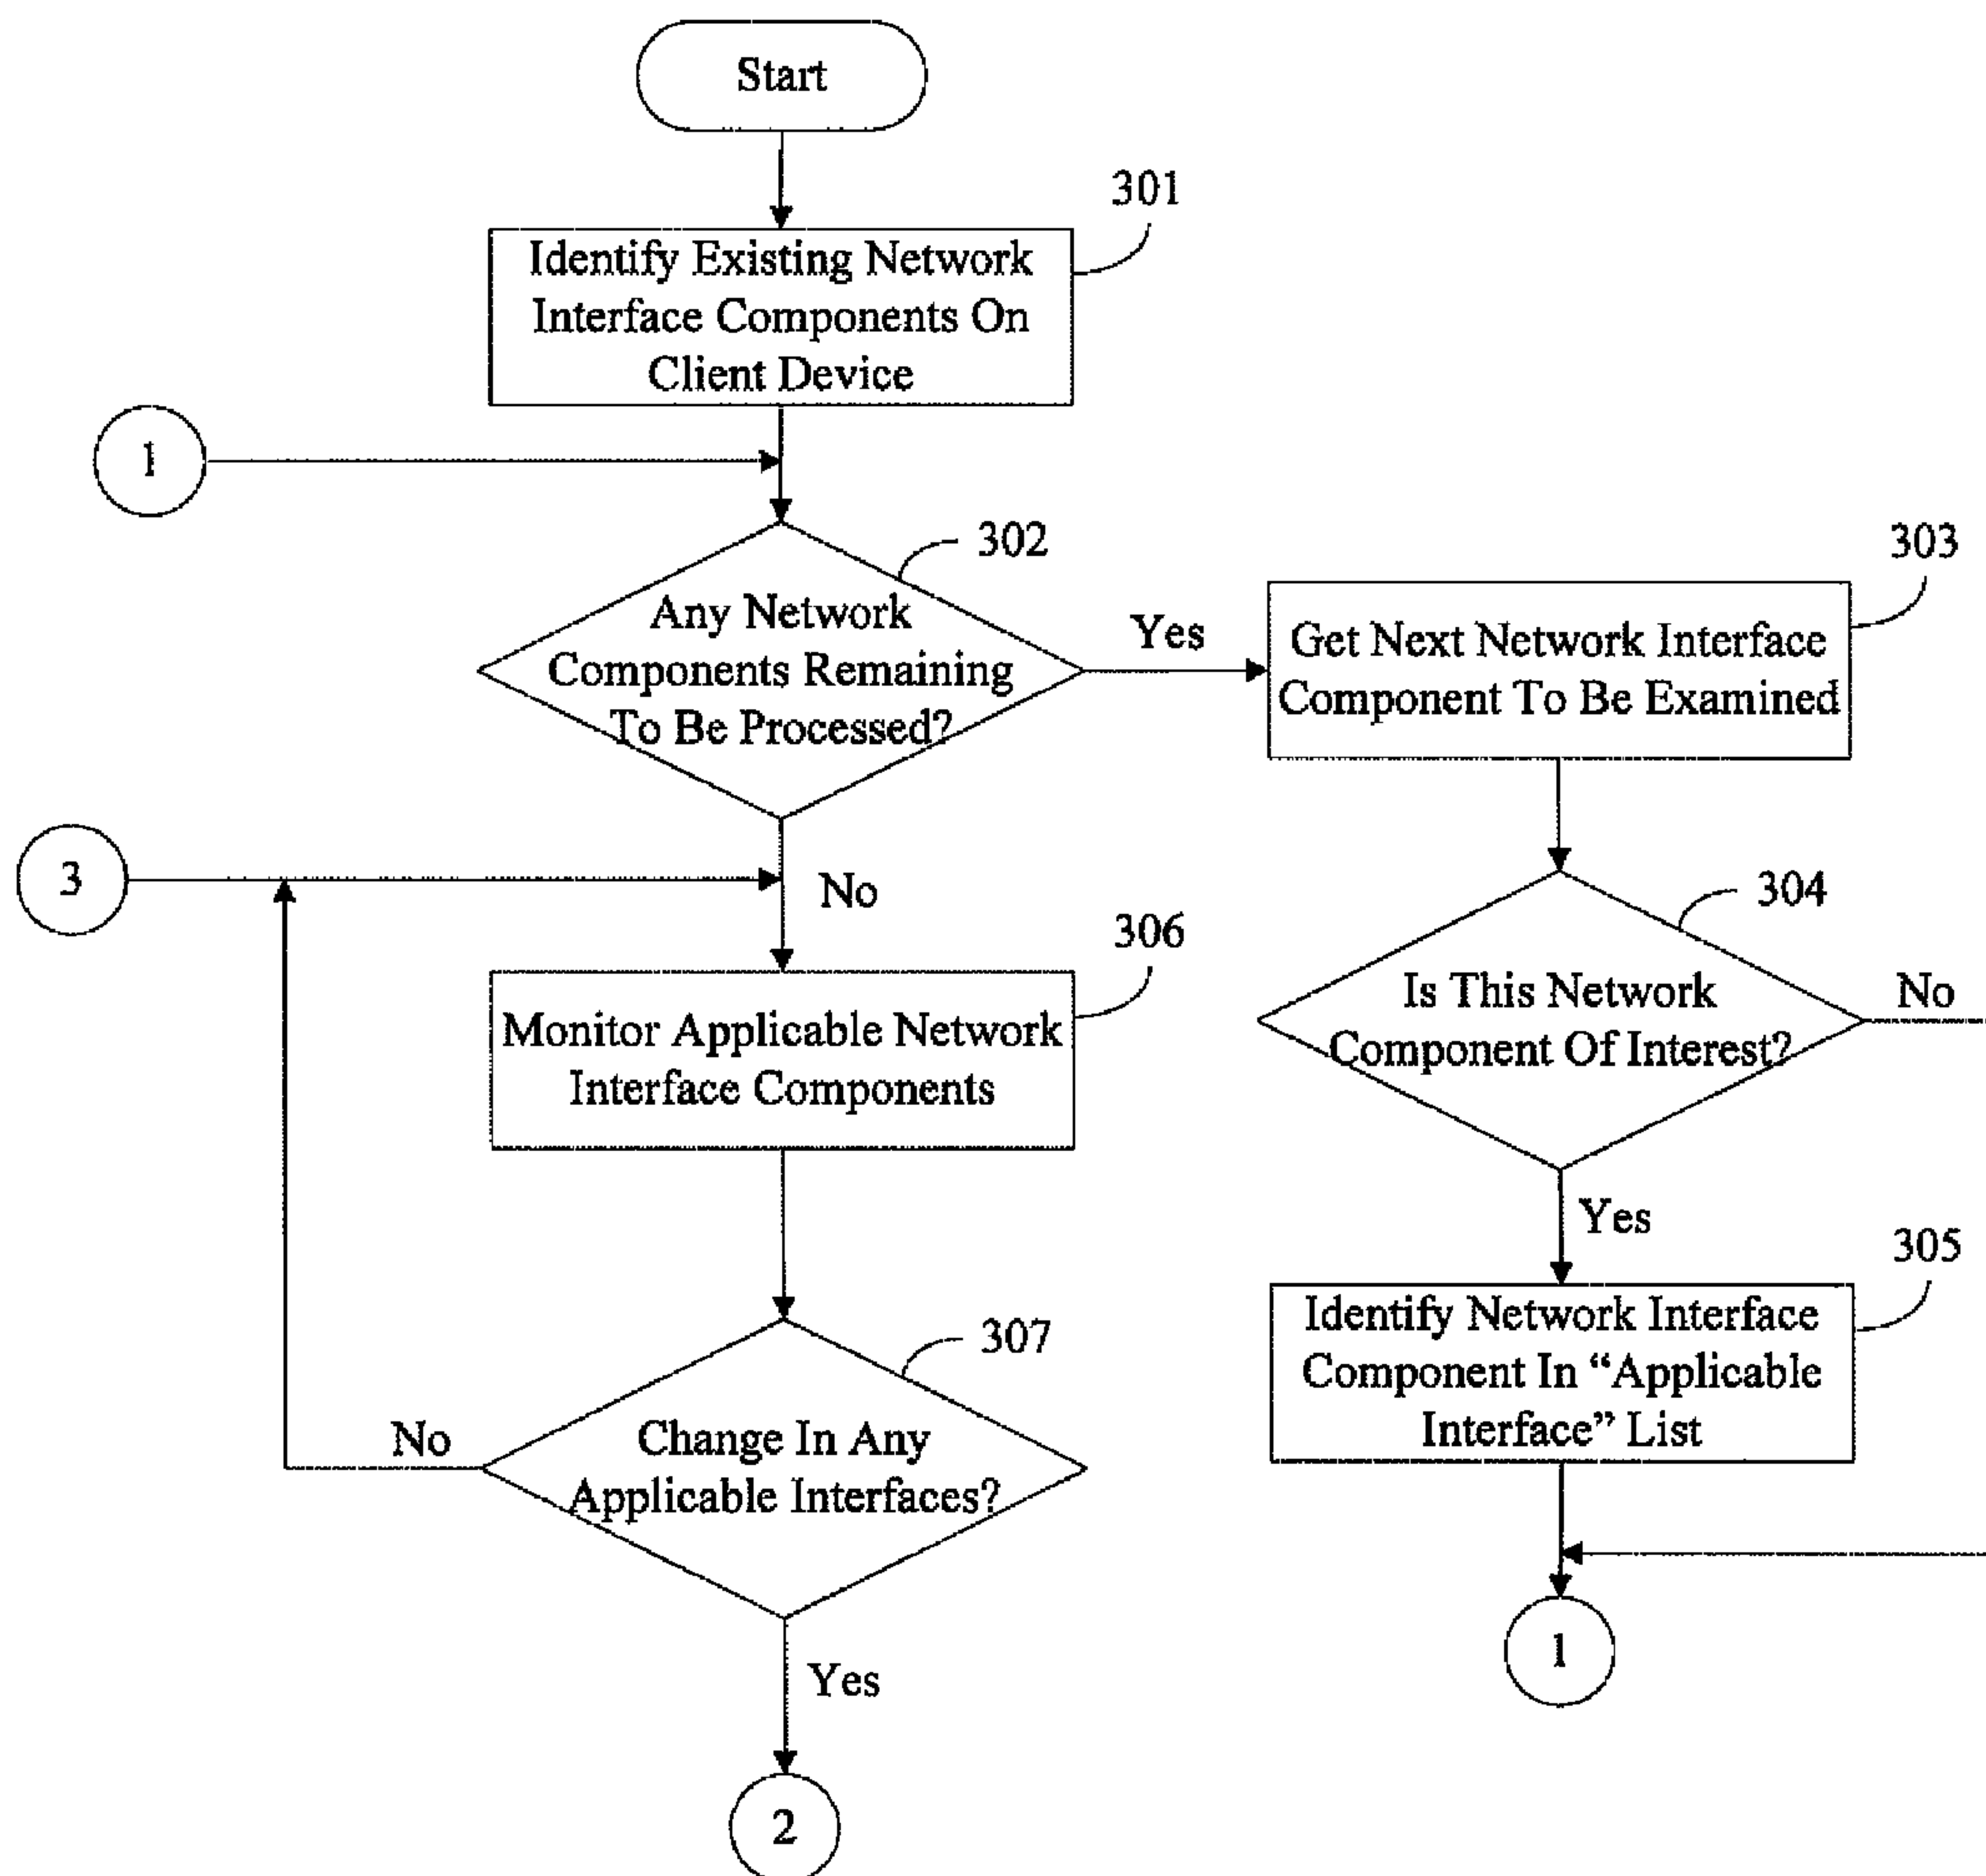 Start
301
Identify Existing Network
Interface Components On
Client Device
1
302
Any Network
Components Remaining
To Be Processed?
Yes
303
Get Next Network Interface
Component To Be Examined
3
No
304
Is This Network
Component Of Interest?
No
306
Monitor Applicable Network
Interface Components
Yes
305
Identify Network Interface
Component In “Applicable
Interface” List
307
Change In Any
Applicable Interfaces?
No
1
Yes
2